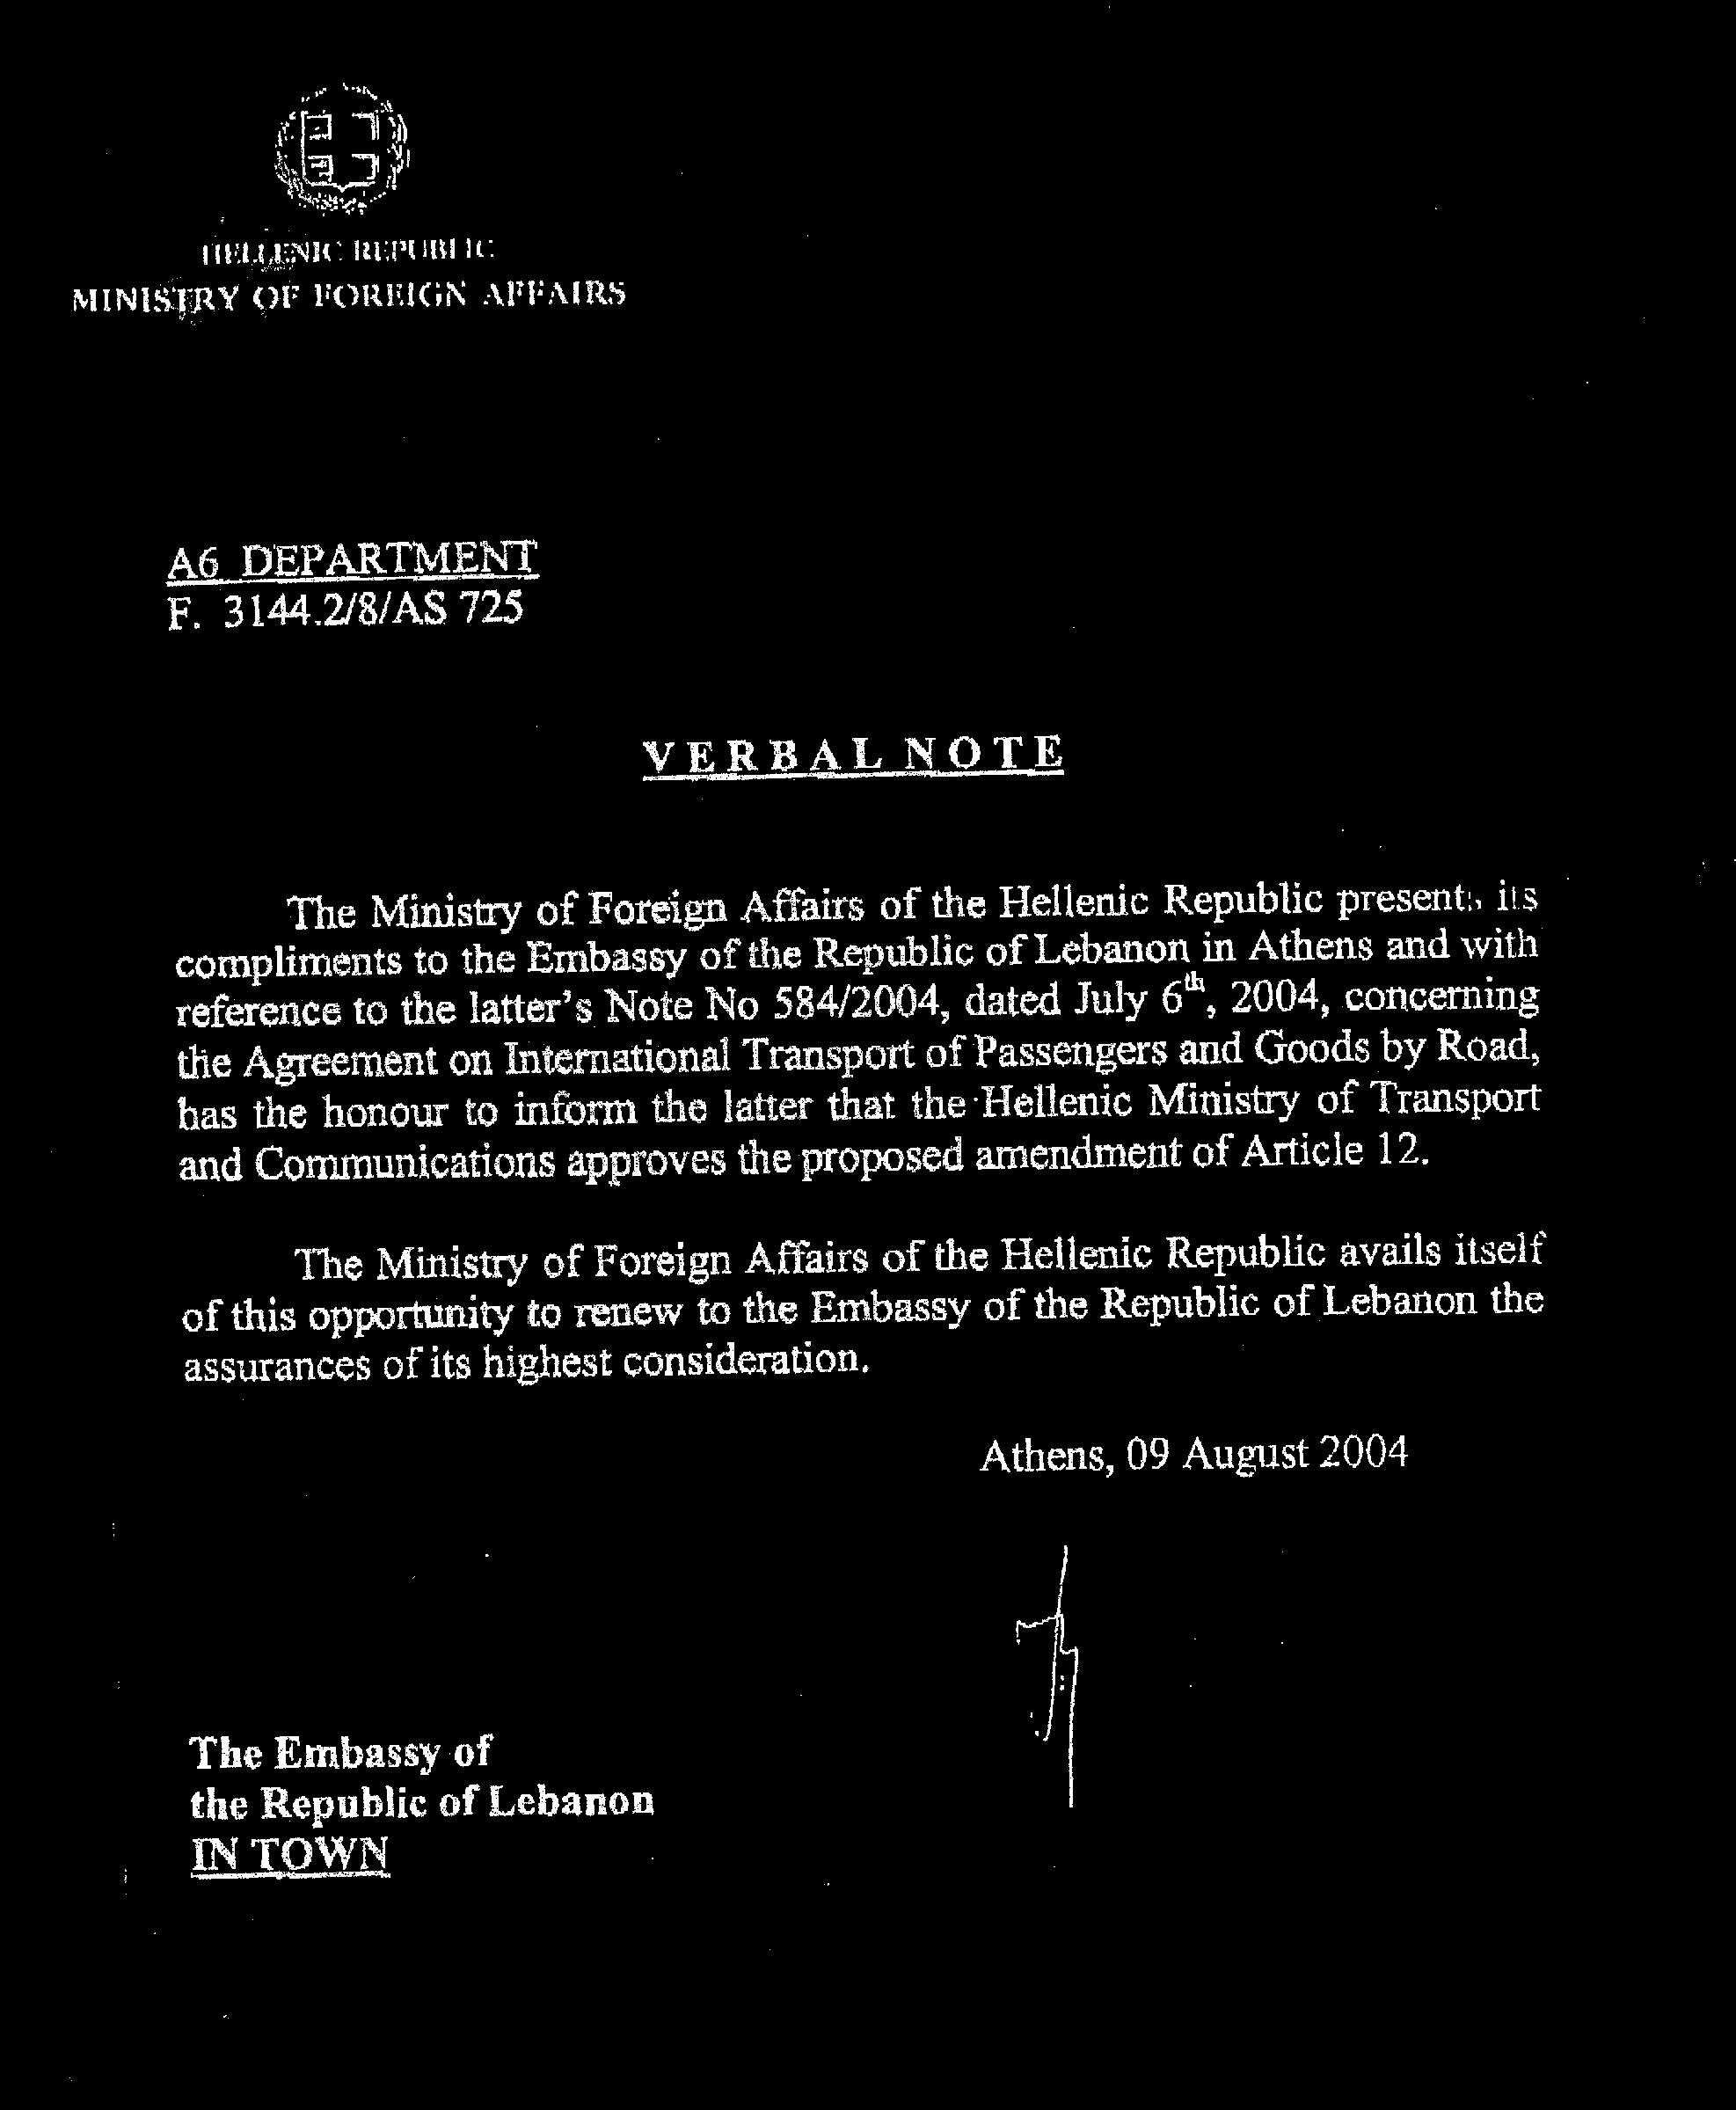 HELLENIC REPUBLIC
MINISTRY OF FOREIGN AFFAIRS
A6 DEPARTMENT
F. 3144.2/8/AS 725
VERBAL NOTE
The Ministry of Foreign Affairs of the Hellenic Republic presents its
compliments to the Embassy of the Republic of Lebanon in Athens and with
reference to the latter's Note No 584/2004, dated July 6th, 2004, concerning
the Agreement on International Transport of Passengers and Goods by Road,
has the honour to inform the latter that the Hellenic Ministry of Transport
and Communications approves the proposed amendment of Article 12.
The Ministry of Foreign Affairs of the Hellenic Republic avails itself
of this opportunity to renew to the Embassy of the Republic of Lebanon the
assurances of its highest consideration.
Athens, 09 August 2004
The Embassy of
the Republic of Lebanon
IN TOWN